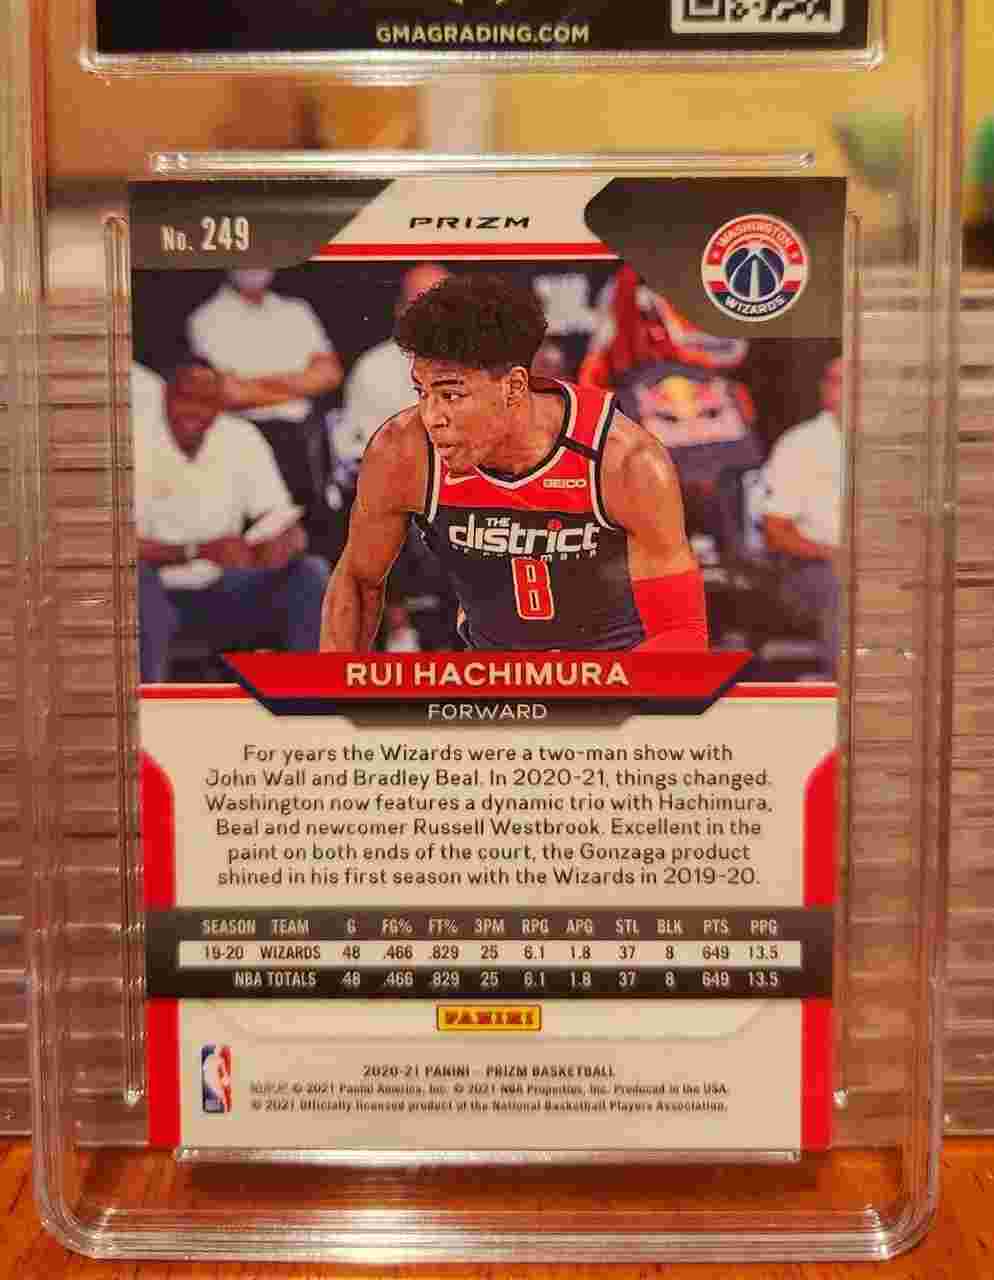 GMAGRADING.COM
No. 249
PRIZM
WASHINGTON
WIZARDS
GEICO
THE
district
8
RUI HACHIMURA
FORWARD
For years the Wizards were a two-man show with
John Wall and Bradley Beal. In 2020-21, things changed.
Washington now features a dynamic trio with Hachimura,
Beal and newcomer Russell Westbrook. Excellent in the
paint on both ends of the court, the Gonzaga product
shined in his first season with the Wizards in 2019-20.
SEASON TEAM G FG% FT% 3PM RPG APG STL BLK PTS PPG
19-20 WIZARDS 48 .466 .829 25 6.1 1.8 37 8 649 13.5
NBA TOTALS 48 .466 .829 25 6.1 1.8 37 8 649 13.5
PANINI
2020-21 PANINI - PRIZM BASKETBALL
© 2021 Panini America, Inc. © 2021 NBA Properties, Inc. Produced in the USA.
© 2021 Officially licensed product of the National Basketball Players Association.